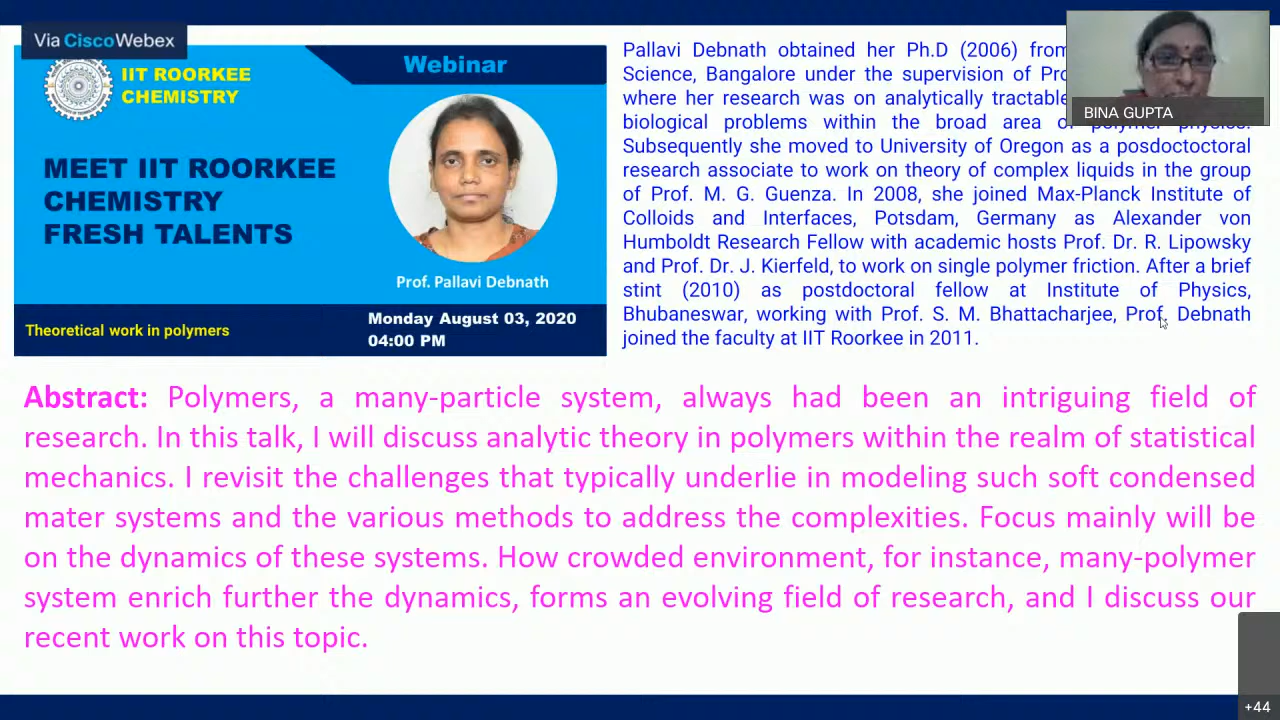 Via CiscoWebex
IIT ROORKEE
CHEMISTRY
Webinar
MEET IIT ROORKEE
CHEMISTRY
FRESH TALENTS
Prof. Pallavi Debnath
Theoretical work in polymers
Monday August 03, 2020
04:00 PM
Pallavi Debnath obtained her Ph.D (2006) from
Science, Bangalore under the supervision of
where her research was on analytically tractable
biological problems within the broad area of polymer physics.
Subsequently she moved to University of Oregon as a posdoctoctoral
research associate to work on theory of complex liquids in the group
of Prof. M. G. Guenza. In 2008, she joined Max-Planck Institute of
Colloids and Interfaces, Potsdam, Germany as Alexander von
Humboldt Research Fellow with academic hosts Prof. Dr. R. Lipowsky
and Prof. Dr. J. Kierfeld, to work on single polymer friction. After a brief
stint (2010) as postdoctoral fellow at Institute of Physics,
Bhubaneswar, working with Prof. S. M. Bhattacharjee, Prof. Debnath
joined the faculty at IIT Roorkee in 2011.
BINA GUPTA
Abstract: Polymers, a many-particle system, always had been an intriguing field of
research. In this talk, I will discuss analytic theory in polymers within the realm of statistical
mechanics. I revisit the challenges that typically underlie in modeling such soft condensed
mater systems and the various methods to address the complexities. Focus mainly will be
on the dynamics of these systems. How crowded environment, for instance, many-polymer
system enrich further the dynamics, forms an evolving field of research, and I discuss our
recent work on this topic.
+44